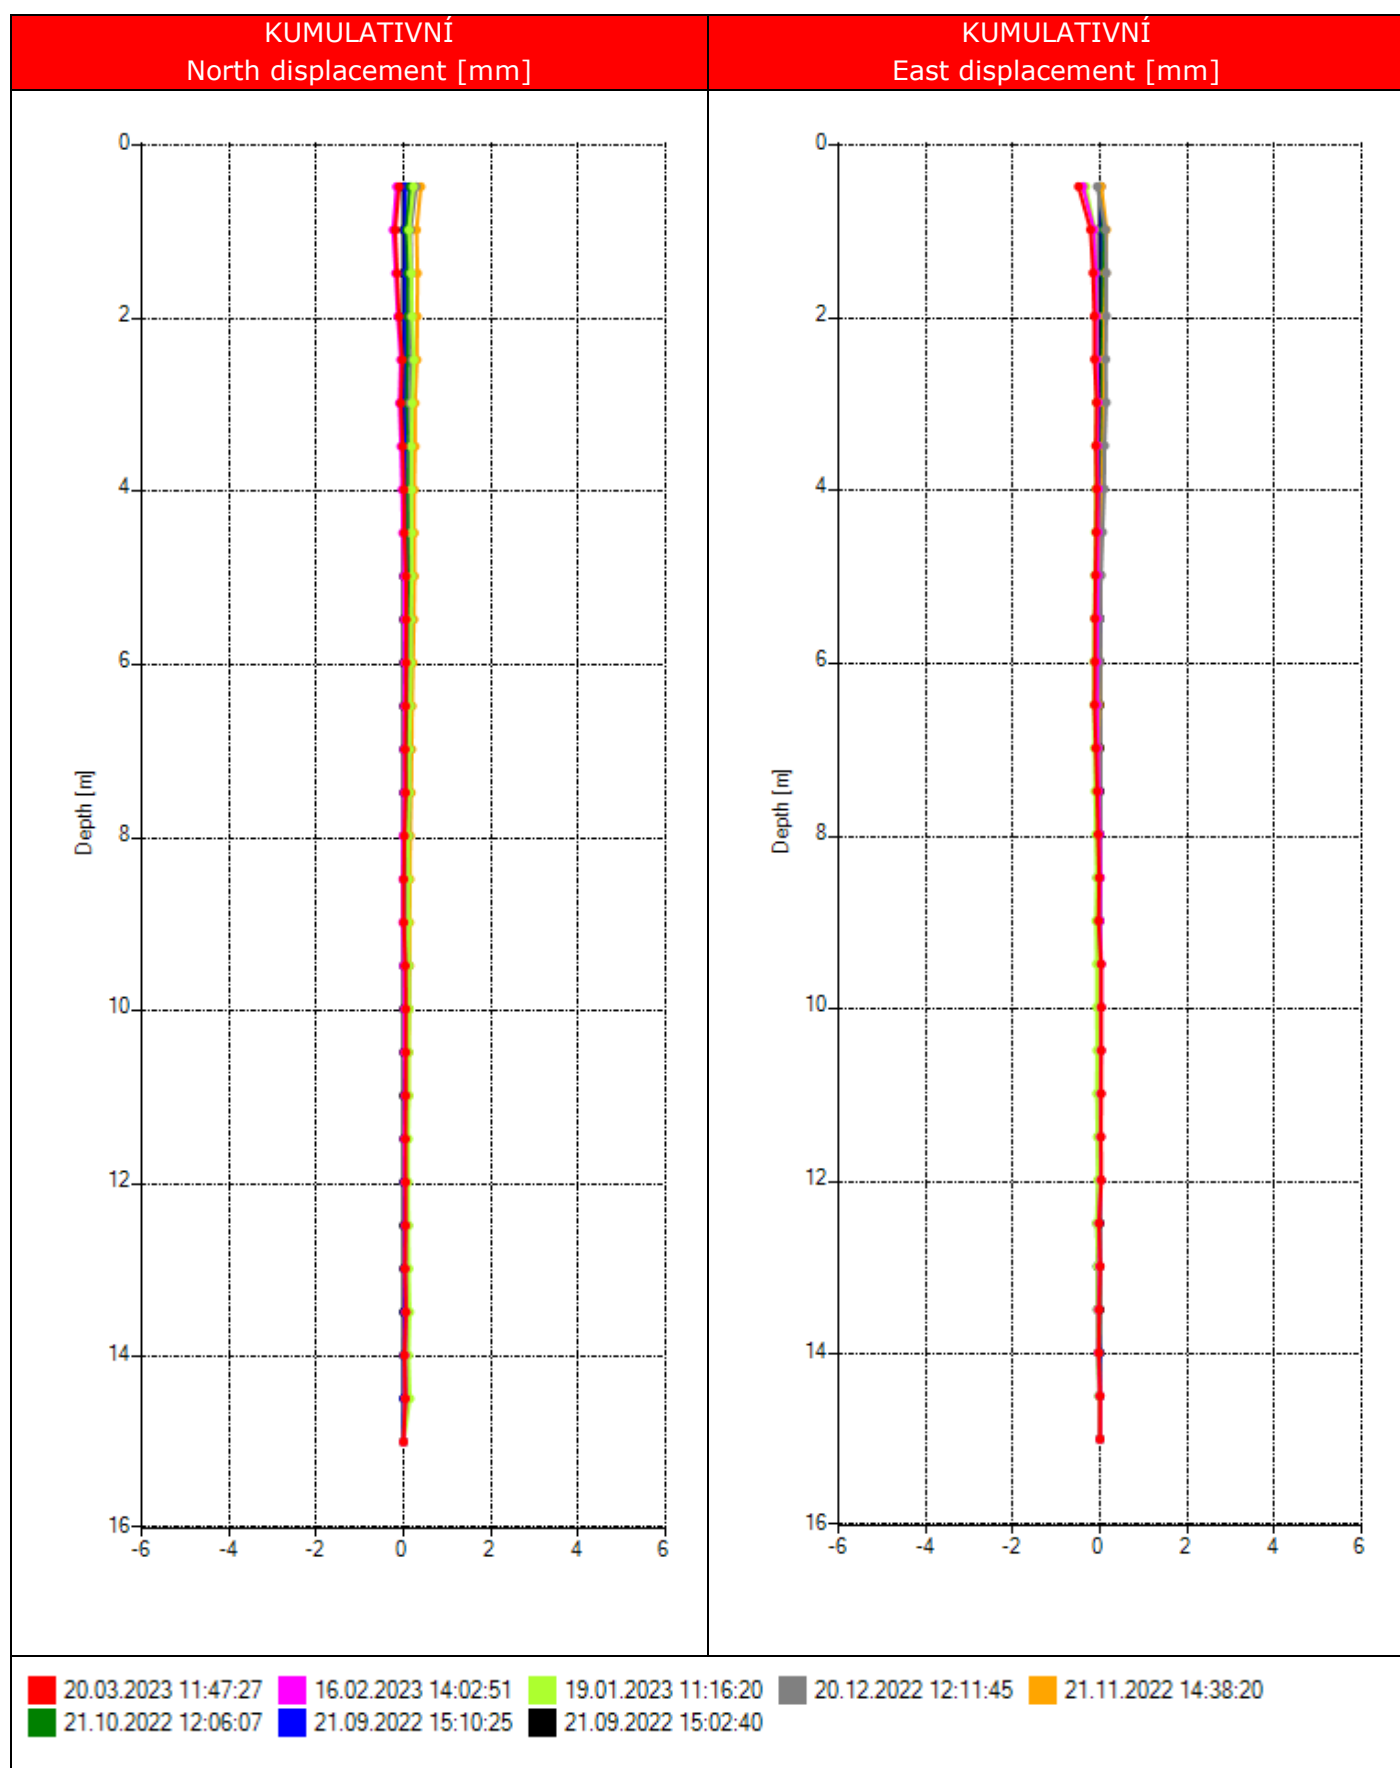 KUMULATIVNÍ
North displacement [mm]
KUMULATIVNÍ
East displacement [mm]
0
2
4
6
8
10
12
14
16
Depth [m]
-6 -4 -2 0 2 4 6
0
2
4
6
8
10
12
14
16
Depth [m]
-6 -4 -2 0 2 4 6
20.03.2023 11:47:27 16.02.2023 14:02:51 19.01.2023 11:16:20 20.12.2022 12:11:45 21.11.2022 14:38:20
21.10.2022 12:06:07 21.09.2022 15:10:25 21.09.2022 15:02:40